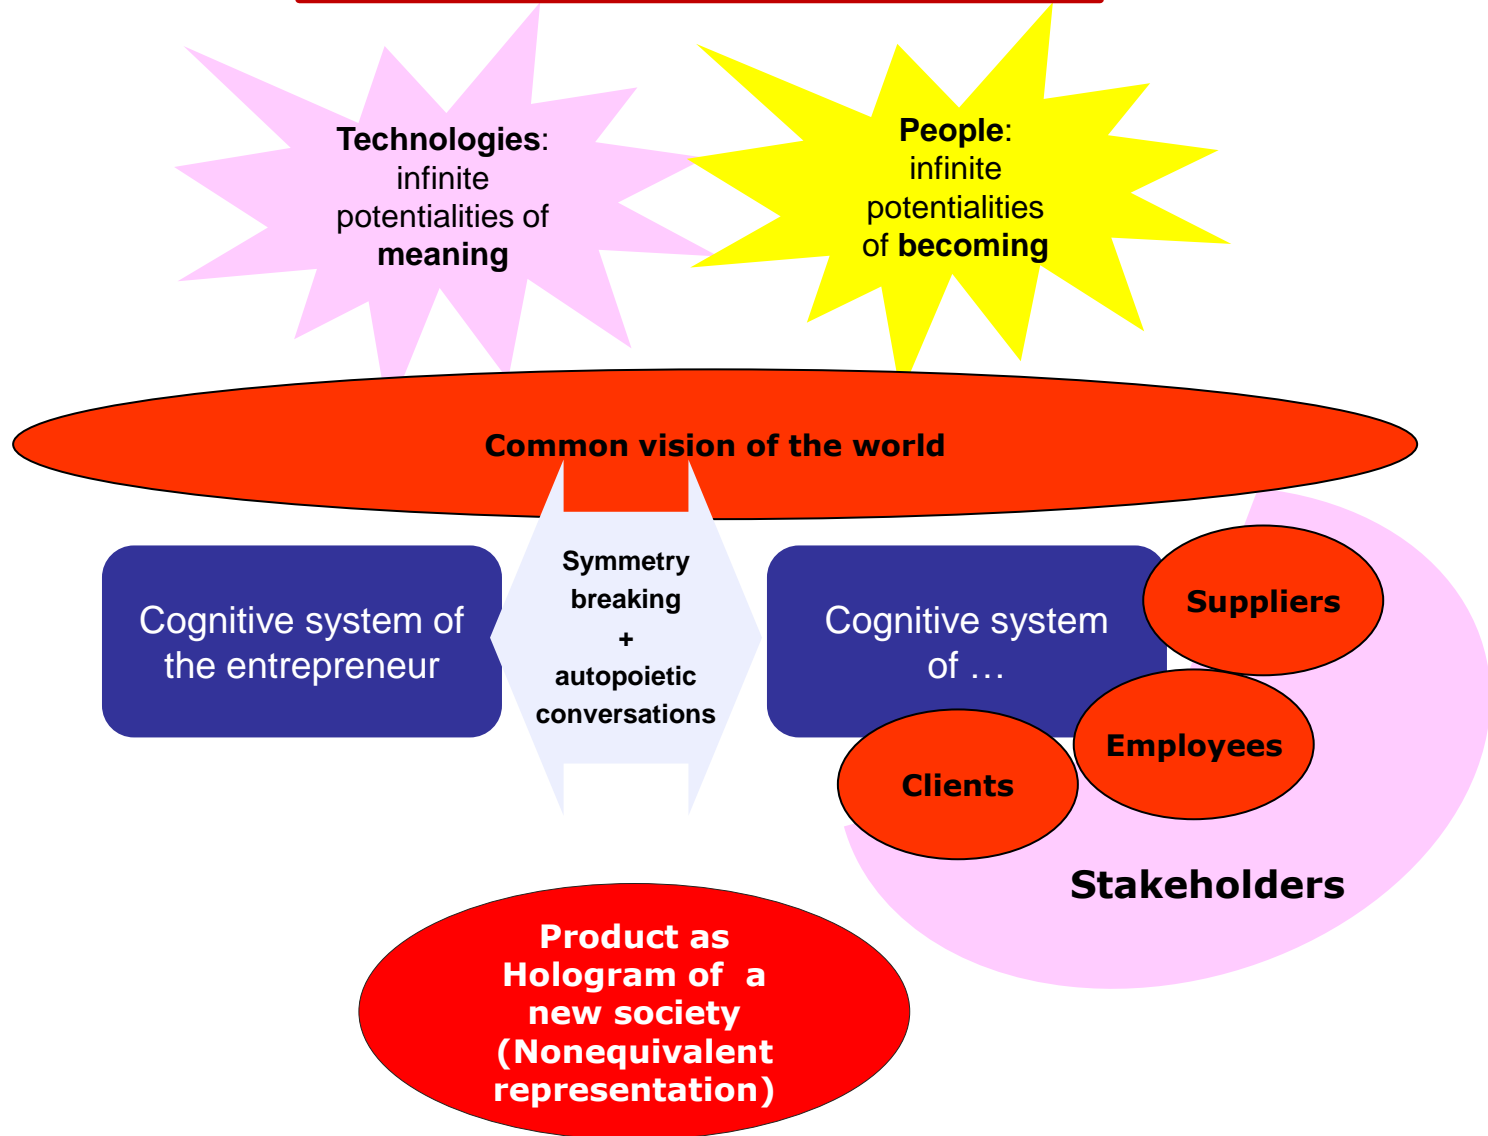 Technologies:
infinite
potentialities of
meaning
People:
infinite
potentialities
of becoming
Common vision of the world
Cognitive system of
the entrepreneur
Symmetry
breaking
+
autopoietic
conversations
Cognitive system
of …
Suppliers
Employees
Clients
Stakeholders
Product as
Hologram of a
new society
(Nonequivalent
representation)